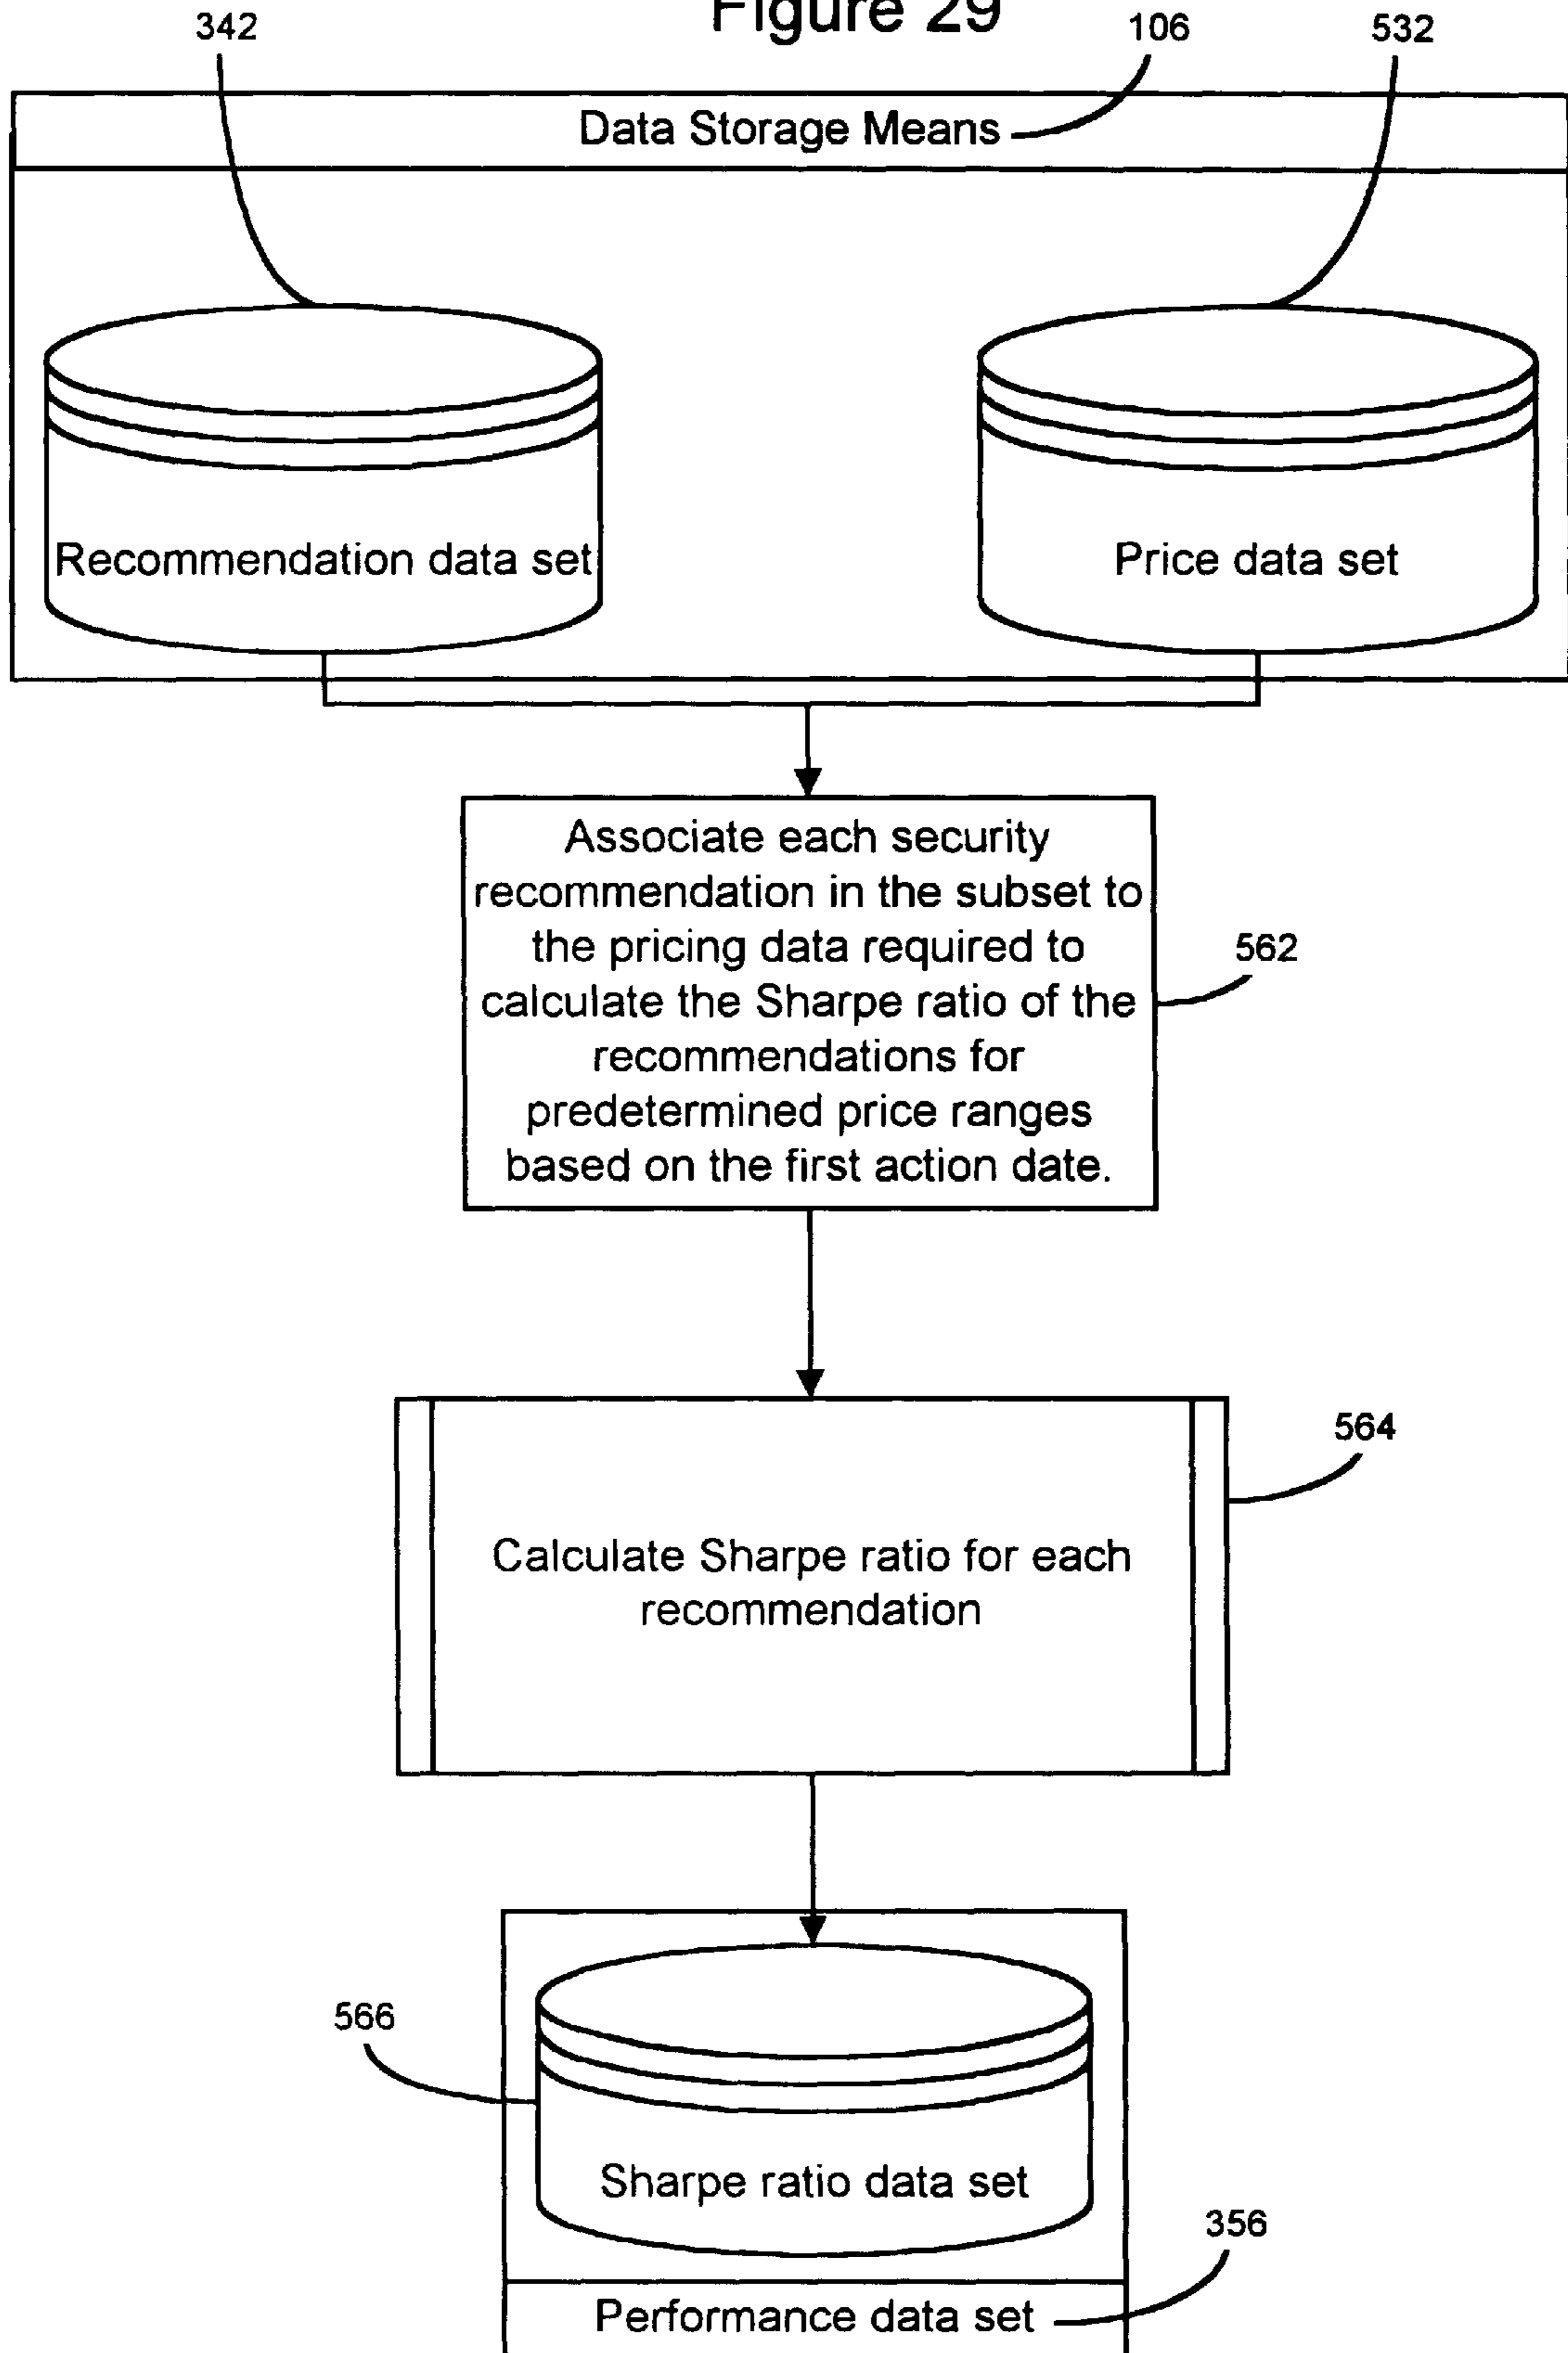 Figure 29
342
106
532
Data Storage Means
Recommendation data set
Price data set
Associate each security
recommendation in the subset to
the pricing data required to
calculate the Sharpe ratio of the
recommendations for
predetermined price ranges
based on the first action date.
562
564
Calculate Sharpe ratio for each
recommendation
566
Sharpe ratio data set
356
Performance data set